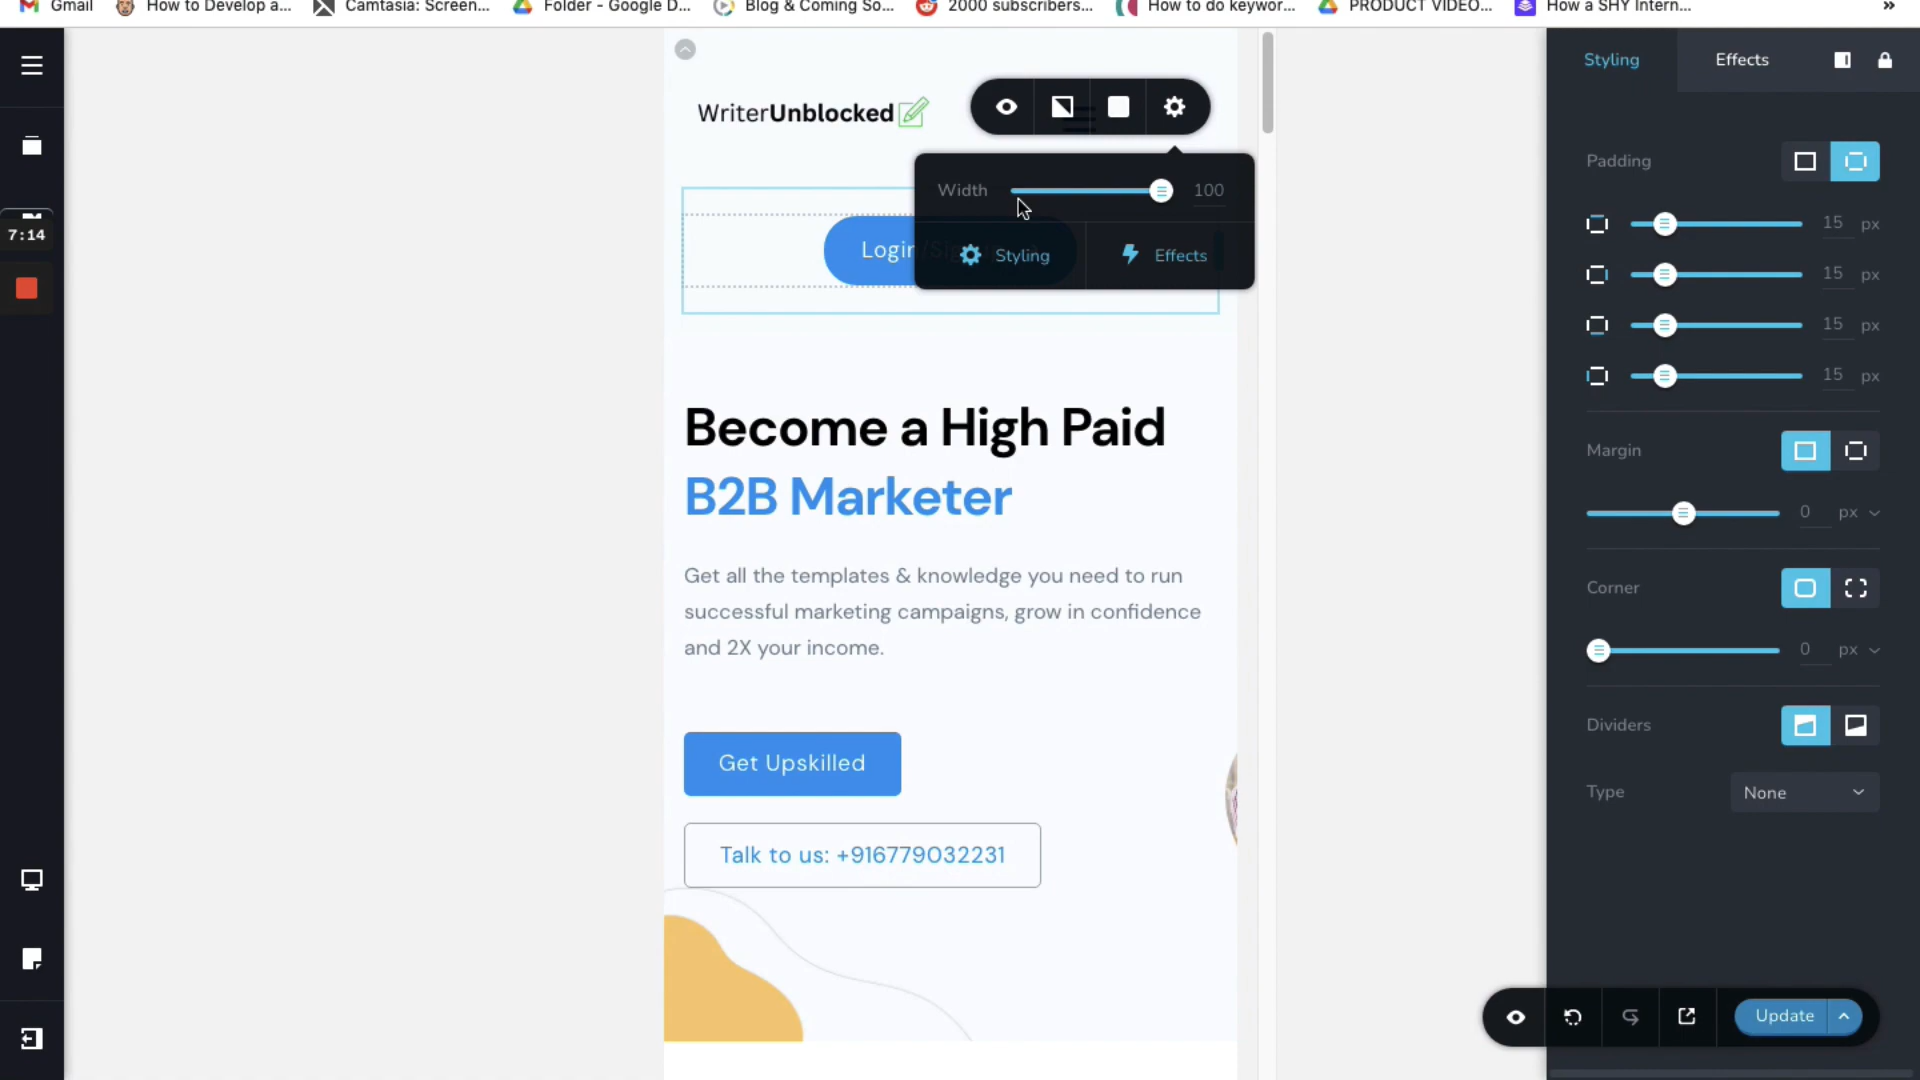 Gmail
How to Develop a...
Camtasia: Screen...
Folder - Google D...
Blog & Coming So...
2000 subscribers...
How to do keywor...
PRODUCT VIDEO...
How a SHY Intern...
»
Styling
Effects
WriterUnblocked
Padding
Width
100
15 px
7:14
Login/Sig
Styling
Effects
15 px
15 px
15 px
Become a High Paid
B2B Marketer
Margin
0 px
Get all the templates & knowledge you need to run
successful marketing campaigns, grow in confidence
and 2X your income.
Corner
0 px
Get Upskilled
Dividers
Type
None
Talk to us: +916779032231
Update